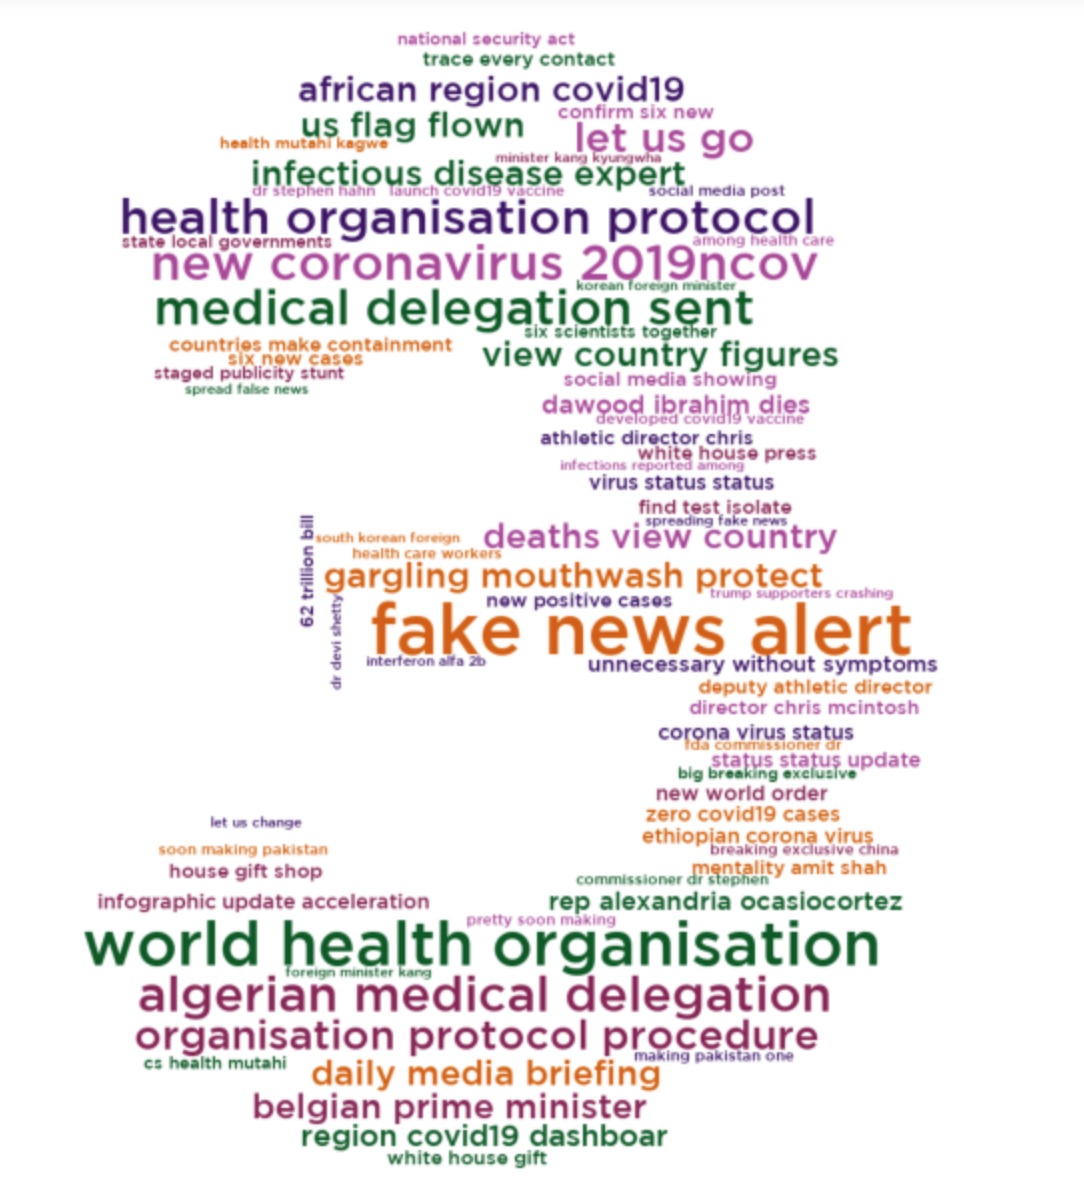 national security act
trace every contact
african region covid19
confirm six new
us flag flown
let us go
health mutahi kagwe
minister kang kyungwha
infectious disease expert
dr stephen hahn
launch covid19 vaccine
social media post
health organisation protocol
state local governments
among health care
new coronavirus 2019ncov
korean foreign minister
medical delegation sent
six scientists together
countries make containment
view country figures
six new cases
staged publicity stunt
social media showing
spread false news
dawood ibrahim dies
developed covid19 vaccine
athletic director chris
white house press
infections reported among
virus status status
find test isolate
spreading fake news
62 trillion bill
south korean foreign
deaths view country
health care workers
gargling mouthwash protect
trump supporters crashing
new positive cases
dr devi shetty
fake news alert
interferon alfa 2b
unnecessary without symptoms
deputy athletic director
director chris mcintosh
corona virus status
fda commissioner dr
status status update
big breaking exclusive
new world order
zero covid19 cases
let us change
ethiopian corona virus
soon making pakistan
breaking exclusive china
house gift shop
mentality amit shah
commissioner dr stephen
infographic update acceleration
rep alexandria ocasiocortez
pretty soon making
world health organisation
foreign minister kang
algerian medical delegation
organisation protocol procedure
making pakistan one
cs health mutahi
daily media briefing
belgian prime minister
region covid19 dashboar
white house gift